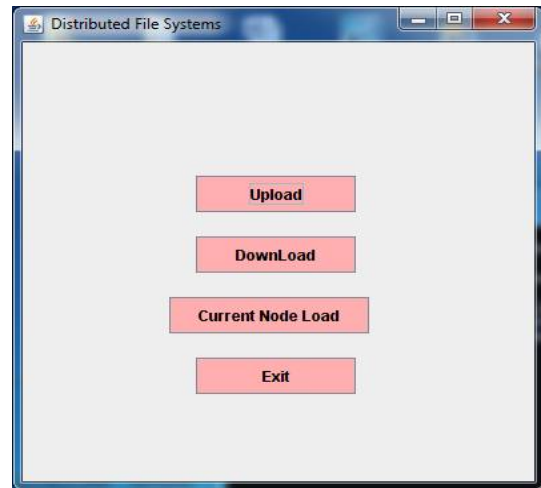 Distributed File Systems
Upload
DownLoad
Current Node Load
Exit